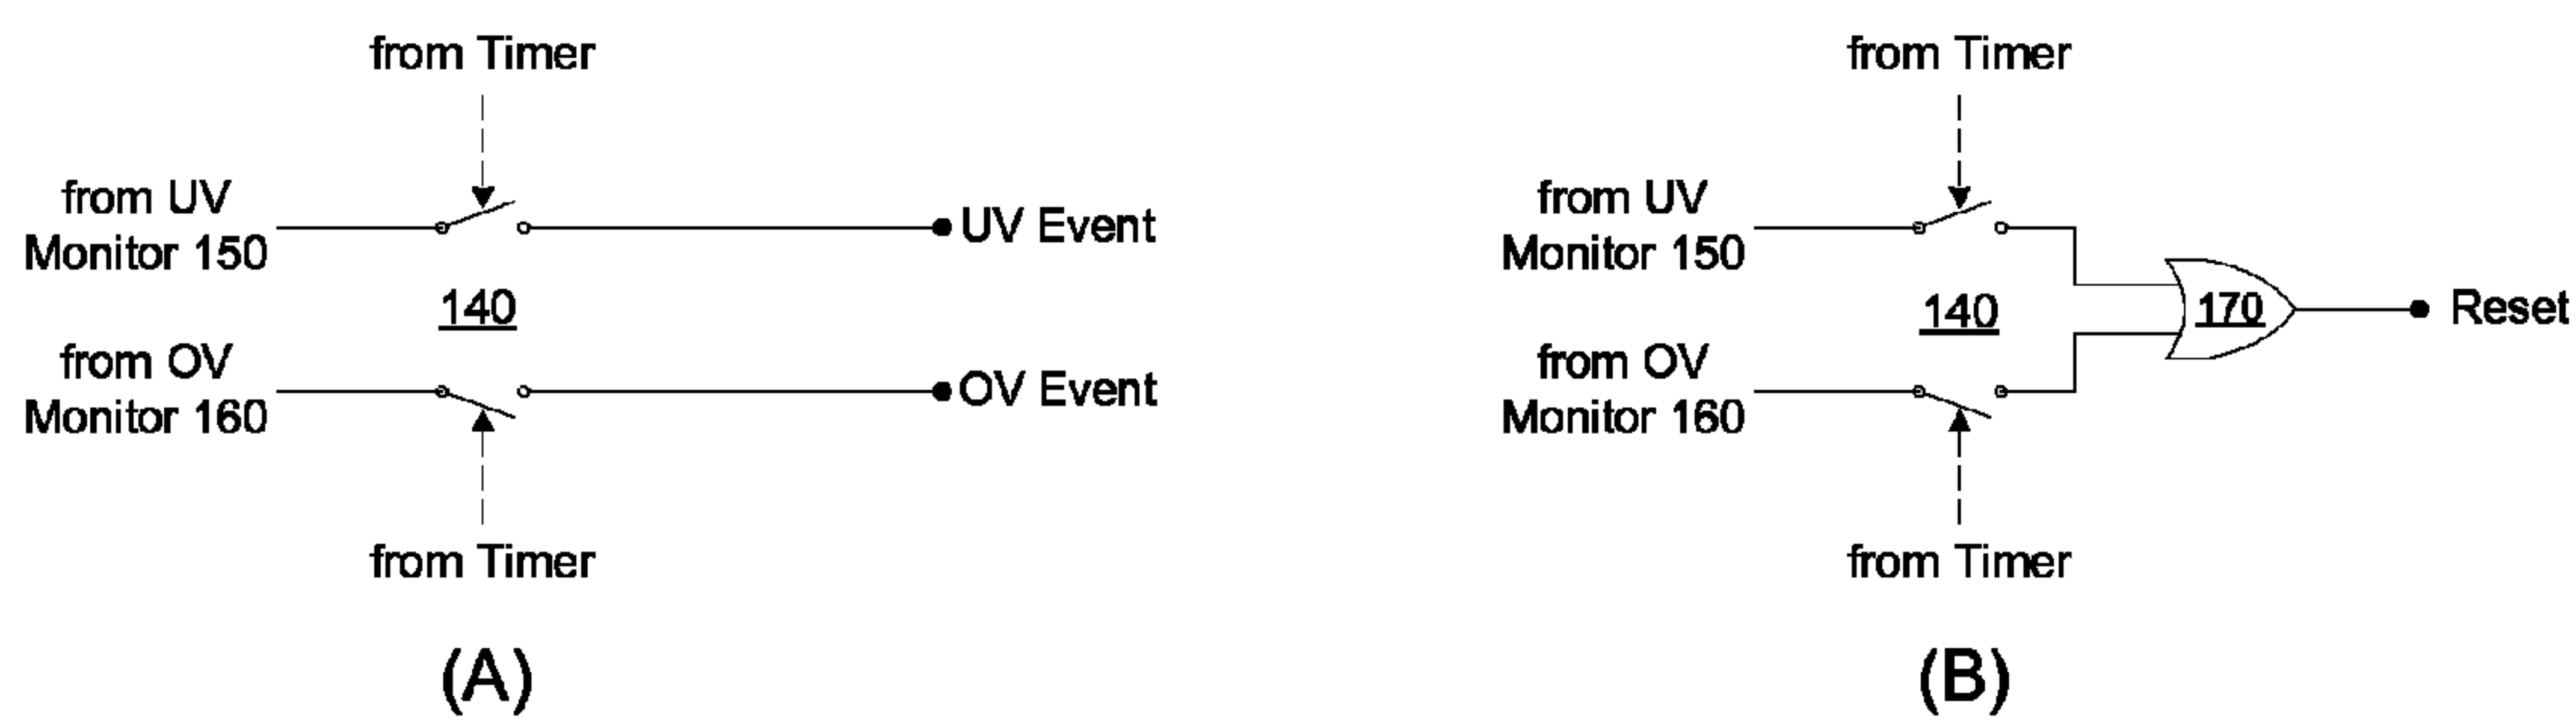 from Timer
from UV
Monitor 150
UV Event
140
from OV
Monitor 160
OV Event
from Timer
(A)
from Timer
from UV
Monitor 150
140
170
Reset
from OV
Monitor 160
from Timer
(B)